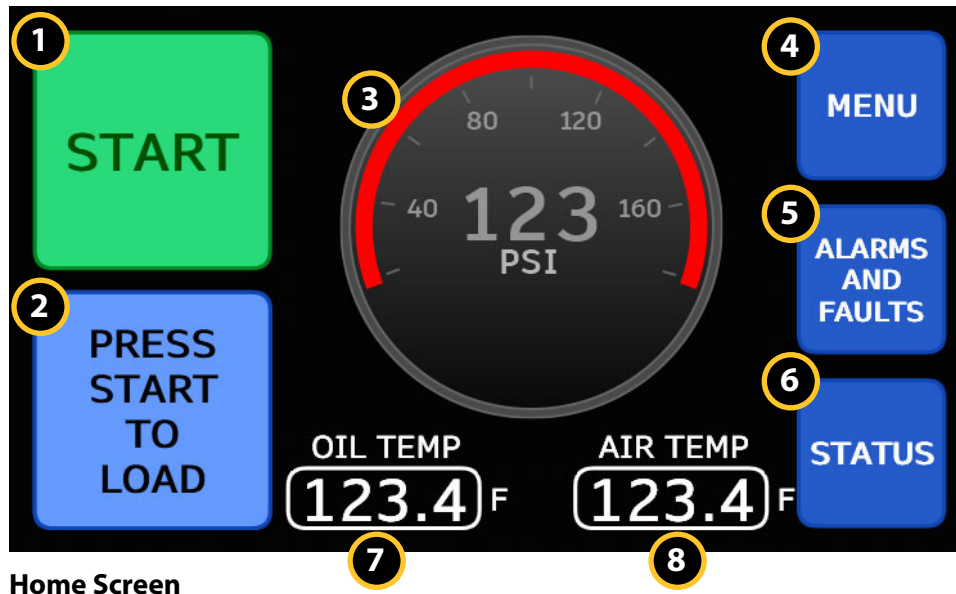 1
START
2
PRESS
START
TO
LOAD
3
80
120
40
123
160
PSI
OIL TEMP
123.4 F
7
AIR TEMP
123.4 F
8
4
MENU
5
ALARMS
AND
FAULTS
6
STATUS
Home Screen